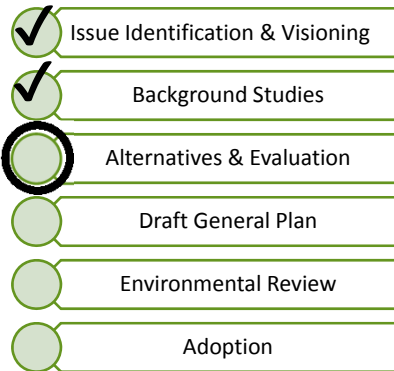 Issue Identification & Visioning
Background Studies
Alternatives & Evaluation
Draft General Plan
Environmental Review
Adoption